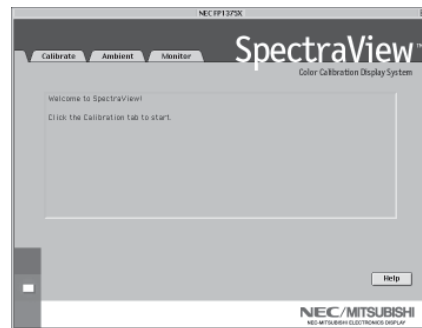 NEC FP1375X
Calibrate Ambient Monitor
SpectraView™
Color Calibration Display System
Welcome to SpectraView!
Click the Calibration tab to start.
Help
NEC/MITSUBISHI
NEC-MITSUBISHI ELECTRONICS DISPLAY